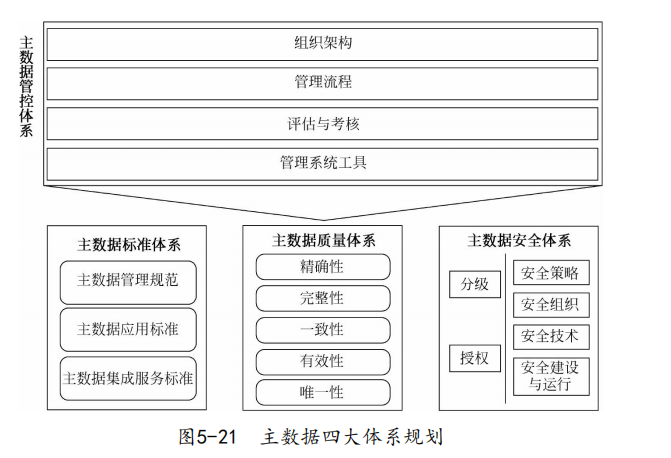 主数据管控体系
组织架构
管理流程
评估与考核
管理系统工具
主数据标准体系
主数据管理规范
主数据应用标准
主数据集成服务标准
主数据质量体系
精确性
完整性
一致性
有效性
唯一性
主数据安全体系
分级
授权
安全策略
安全组织
安全技术
安全建设
与运行
图5-21 主数据四大体系规划